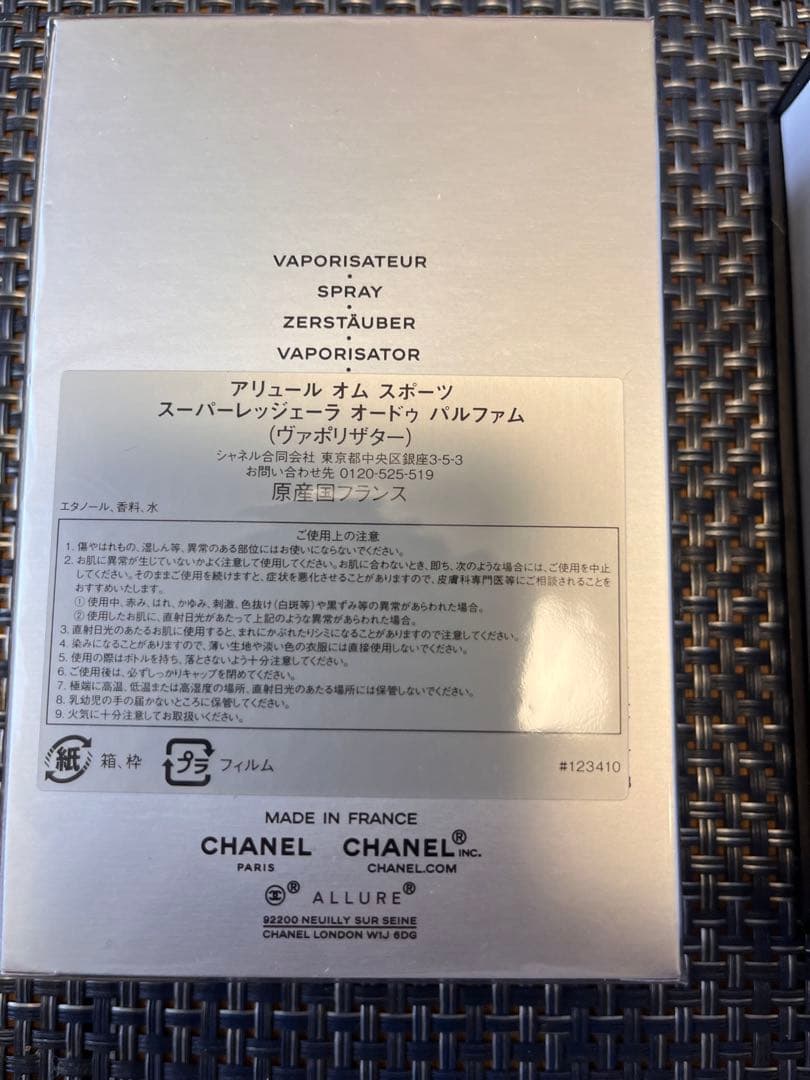 VAPORISATEUR
SPRAY
ZERSTÄUBER
VAPORISATOR
アリュール オム スポーツ
スーパーレッジェーラ オードゥ パルファム
(ヴァポリザター)
シャネル合同会社 東京都中央区銀座3-5-3
お問い合わせ先 0120-525-519
原産国フランス
エタノール、香料、水
ご使用上の注意
1. 傷やはれもの、湿しん等、異常のある部位にはお使いにならないでください。
2. お肌に異常が生じていないかよく注意して使用してください。お肌に合わないとき、即ち、次のような場合には、ご使用を中止
してください。そのままご使用を続けますと、症状を悪化させることがありますので、皮膚科専門医等にご相談されることを
おすすめいたします。
① 使用中、赤み、はれ、かゆみ、刺激、色抜け(白斑等)や黒ずみ等の異常があらわれた場合。
② 使用したお肌に、直射日光があたって上記のような異常があらわれた場合。
3. 直射日光のあたるお肌に使用すると、まれにかぶれたりシミになることがありますので注意してください。
4. 染みになることがありますので、薄い生地や淡い色の衣服には直接使用しないでください。
5. 使用の際はボトルを持ち、落とさないよう十分注意してください。
6. ご使用後は、必ずしっかりキャップを閉めてください。
7. 極端に高温、低温または高湿度の場所、直射日光のあたる場所には保管しないでください。
8. 乳幼児の手の届かないところに保管してください。
9. 火気に十分注意してお取扱いください。
紙 箱、枠 プラ フィルム #123410
MADE IN FRANCE
CHANEL CHANEL® INC.
PARIS CHANEL.COM
® ALLURE®
92200 NEUILLY SUR SEINE
CHANEL LONDON W1J 6DG